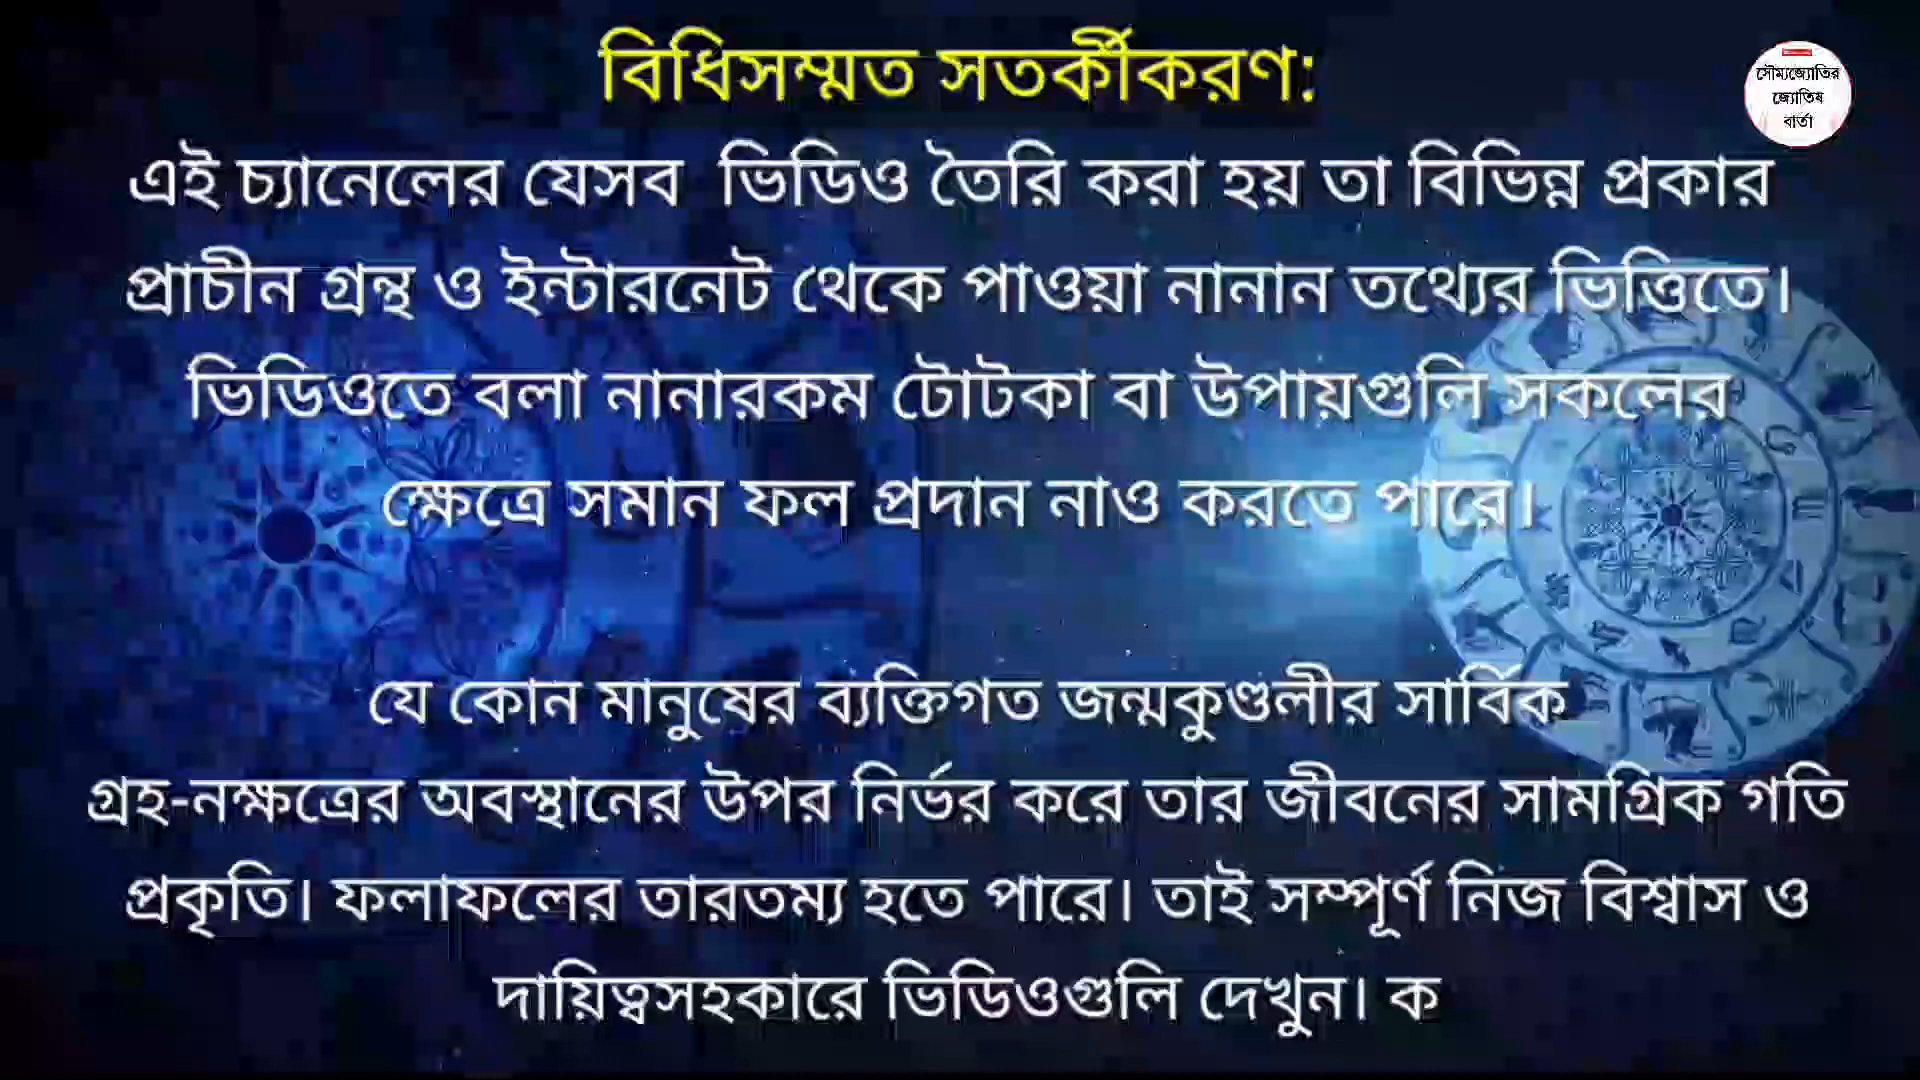 বিধিসম্মত সতর্কীকরণ:
সৌম্যজ্যোতির
জ্যোতিষ
বার্তা
এই চ্যানেলের যেসব ভিডিও তৈরি করা হয় তা বিভিন্ন প্রকার
প্রাচীন গ্রন্থ ও ইন্টারনেট থেকে পাওয়া নানান তথ্যের ভিত্তিতে।
ভিডিওতে বলা নানারকম টোটকা বা উপায়গুলি সকলের
ক্ষেত্রে সমান ফল প্রদান নাও করতে পারে।
যে কোন মানুষের ব্যক্তিগত জন্মকুণ্ডলীর সার্বিক
গ্রহ-নক্ষত্রের অবস্থানের উপর নির্ভর করে তার জীবনের সামগ্রিক গতি
প্রকৃতি। ফলাফলের তারতম্য হতে পারে। তাই সম্পূর্ণ নিজ বিশ্বাস ও
দায়িত্বসহকারে ভিডিওগুলি দেখুন। ক